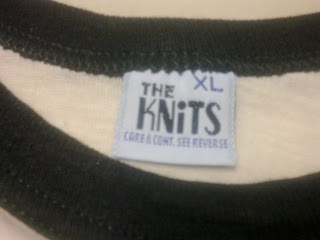 XL
THE
KNiTS
CARE & CONT. SEE REVERSE